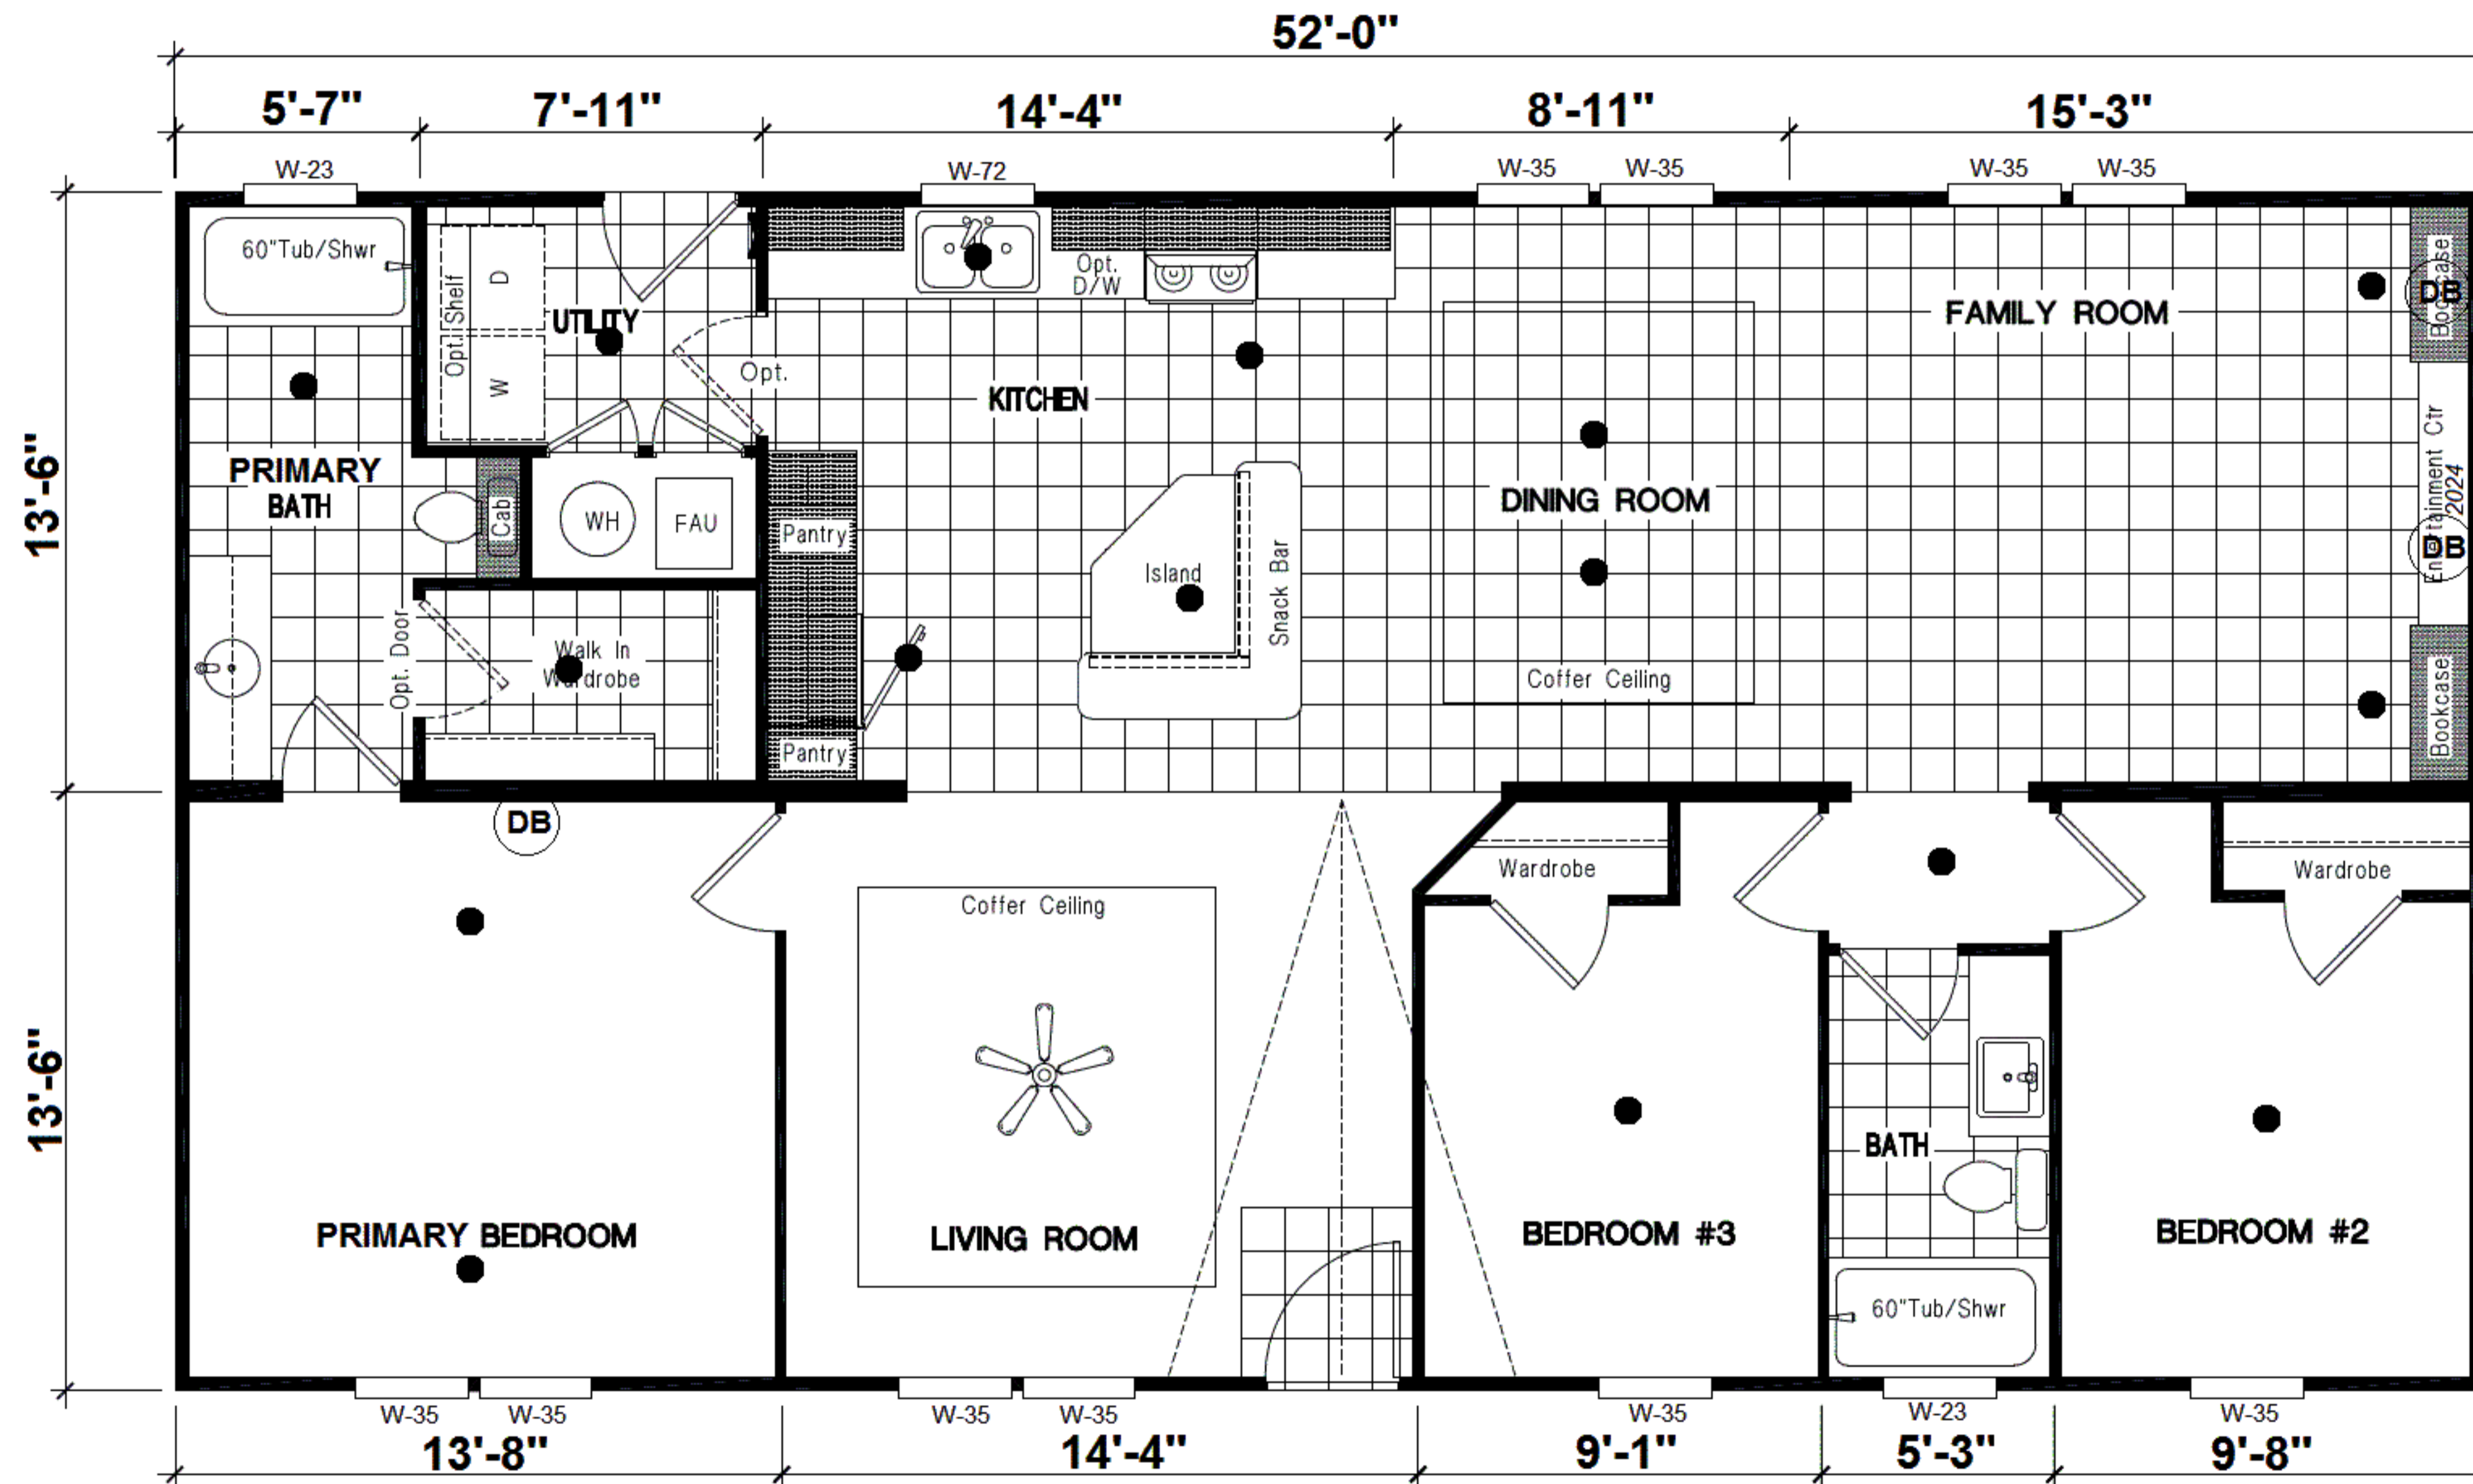 52'-0"
5'-7"
7'-11"
14'-4"
8'-11"
15'-3"
W-23
W-72
W-35
W-35
W-35
W-35
13'-6"
13'-6"
60"Tub/Shwr
Opt. Shelf
D
W
UTILITY
Opt.
Opt.
D/W
KITCHEN
FAMILY ROOM
Bookcase
DB
PRIMARY
BATH
Cab
WH
FAU
Pantry
Island
Snack Bar
DINING ROOM
Entertainment Ctr
2024
DB
Opt. Door
Walk In
Wardrobe
Pantry
Coffer Ceiling
Bookcase
DB
Coffer Ceiling
Wardrobe
Wardrobe
PRIMARY BEDROOM
LIVING ROOM
BEDROOM #3
BATH
BEDROOM #2
60"Tub/Shwr
W-35
W-35
W-35
W-35
W-35
W-23
W-35
13'-8"
14'-4"
9'-1"
5'-3"
9'-8"